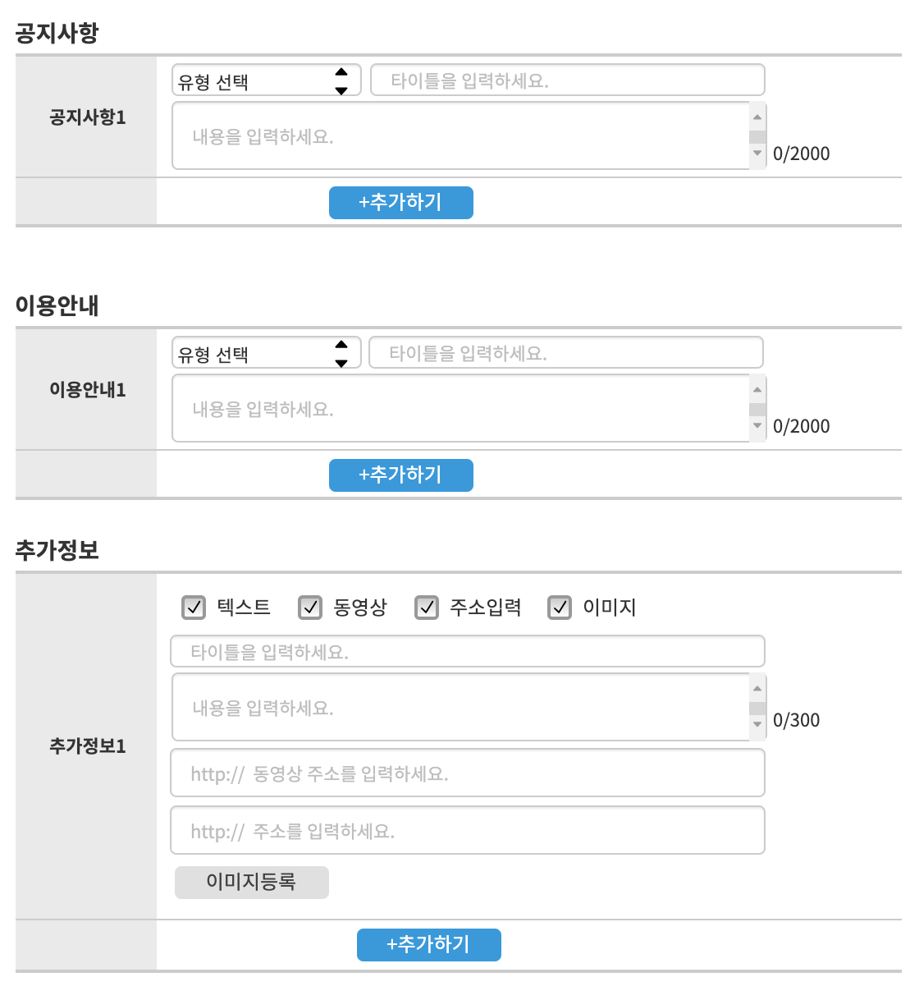 공지사항
유형 선택 타이틀을 입력하세요.
공지사항1
내용을 입력하세요.
0/2000
+추가하기
이용안내
유형 선택 타이틀을 입력하세요.
이용안내1
내용을 입력하세요.
0/2000
+추가하기
추가정보
텍스트 동영상 주소입력 이미지
타이틀을 입력하세요.
내용을 입력하세요.
0/300
추가정보1
http:// 동영상 주소를 입력하세요.
http:// 주소를 입력하세요.
이미지등록
+추가하기